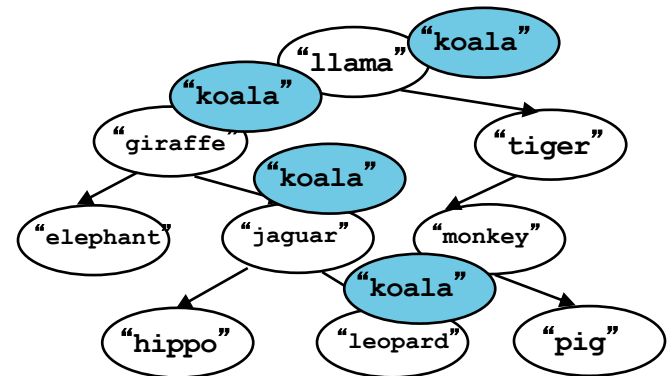 “koala”
“llama”
“koala”
“giraffe”
“tiger”
“koala”
“elephant”
“jaguar”
“monkey”
“koala”
“hippo”
“leopard”
“pig”